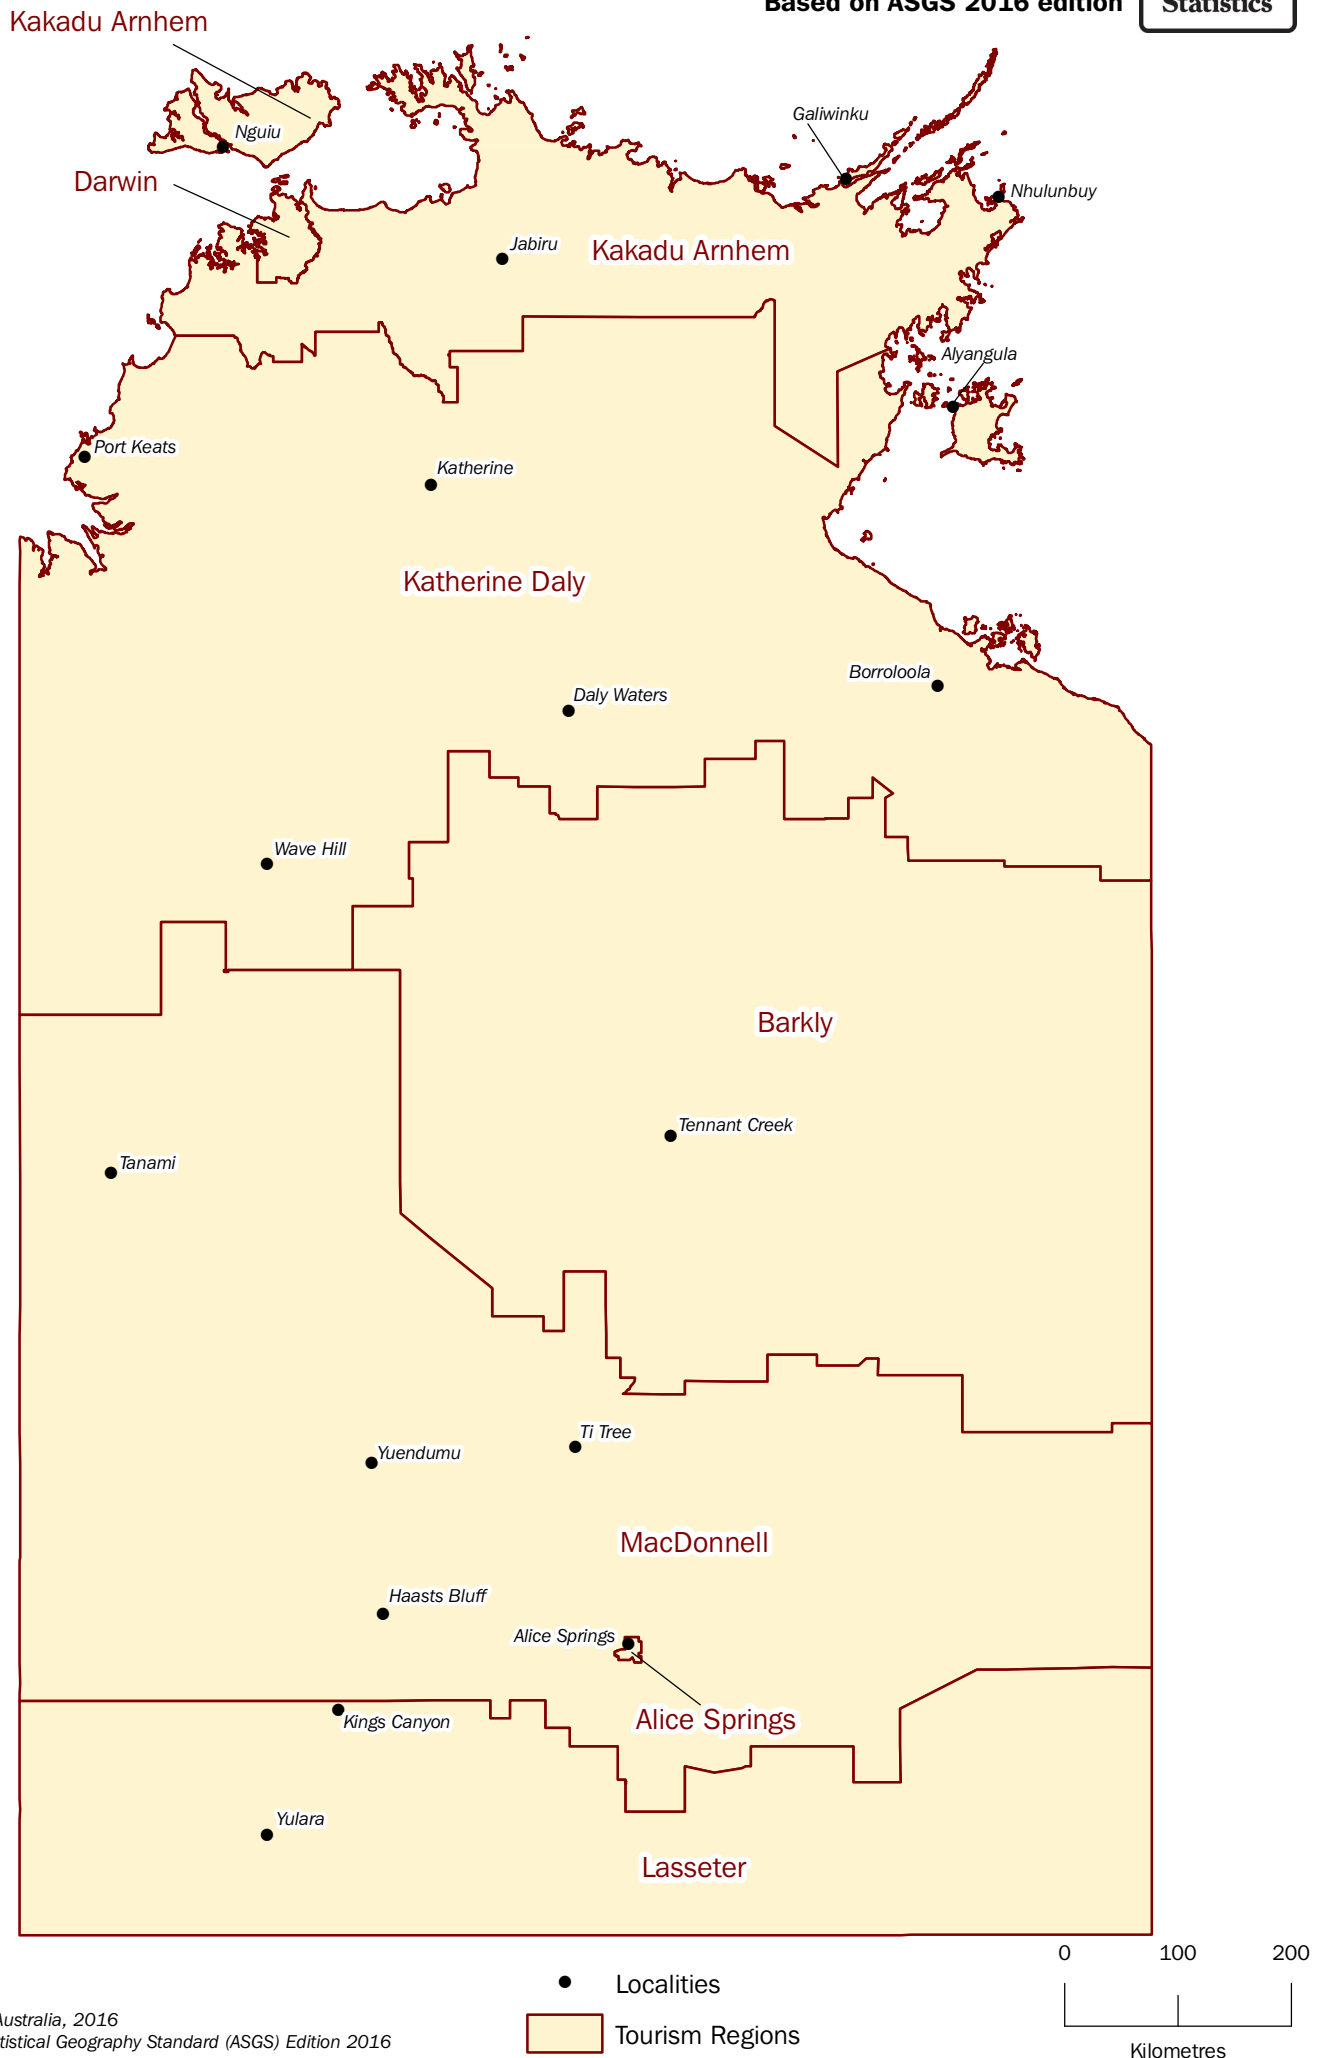 Based on ASGS 2016 edition
Statistics
Kakadu Arnhem
Galiwinku
Nguiu
Darwin
Nhulunbuy
Jabiru
Kakadu Arnhem
Alyangula
Port Keats
Katherine
Katherine Daly
Borroloola
Daly Waters
Wave Hill
Barkly
Tennant Creek
Tanami
Ti Tree
Yuendumu
MacDonnell
Haasts Bluff
Alice Springs
Alice Springs
Kings Canyon
Yulara
Lasseter
0 100 200
Kilometres
Localities
Tourism Regions
Australia, 2016
tistical Geography Standard (ASGS) Edition 2016